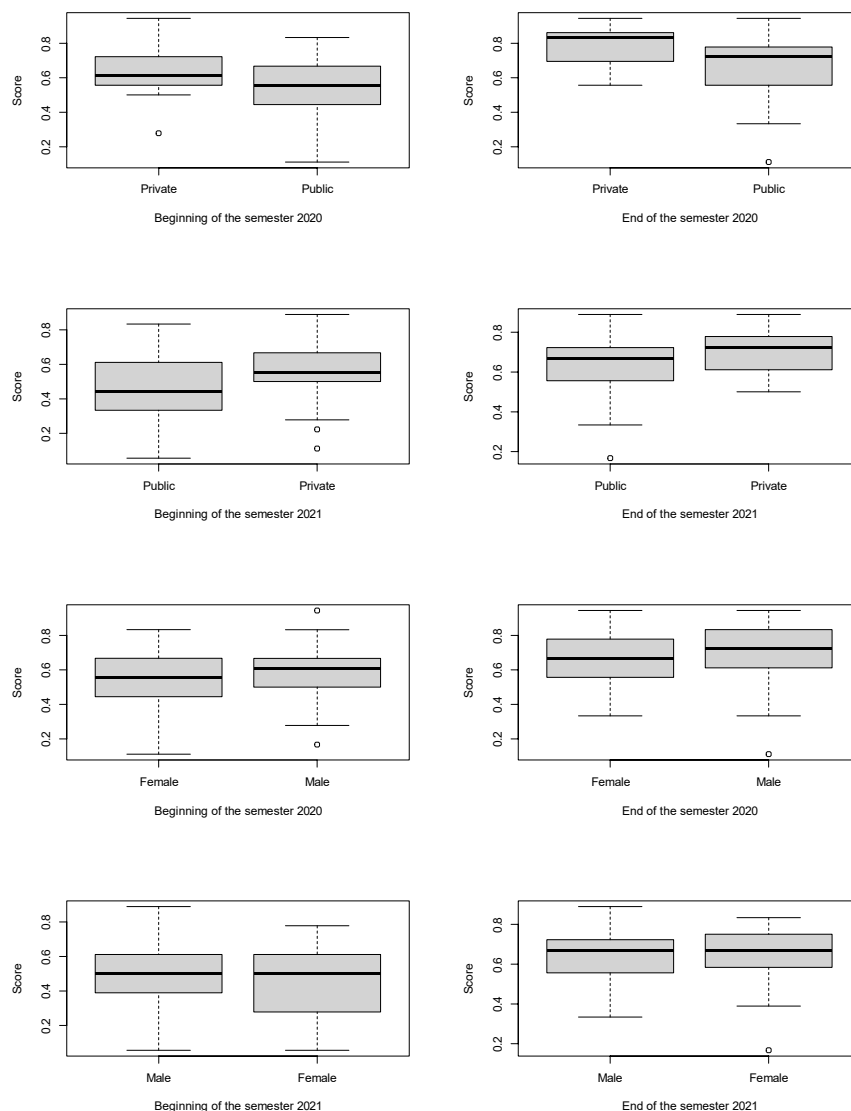 Score
0.8
0.6
0.4
0.2
Private Public
Beginning of the semester 2020
Score
0.8
0.6
0.4
0.2
Private Public
End of the semester 2020
Score
0.8
0.6
0.4
0.2
Public Private
Beginning of the semester 2021
Score
0.8
0.6
0.4
0.2
Public Private
End of the semester 2021
Score
0.8
0.6
0.4
0.2
Female Male
Beginning of the semester 2020
Score
0.8
0.6
0.4
0.2
Female Male
End of the semester 2020
Score
0.8
0.6
0.4
0.2
Male Female
Beginning of the semester 2021
Score
0.8
0.6
0.4
0.2
Male Female
End of the semester 2021